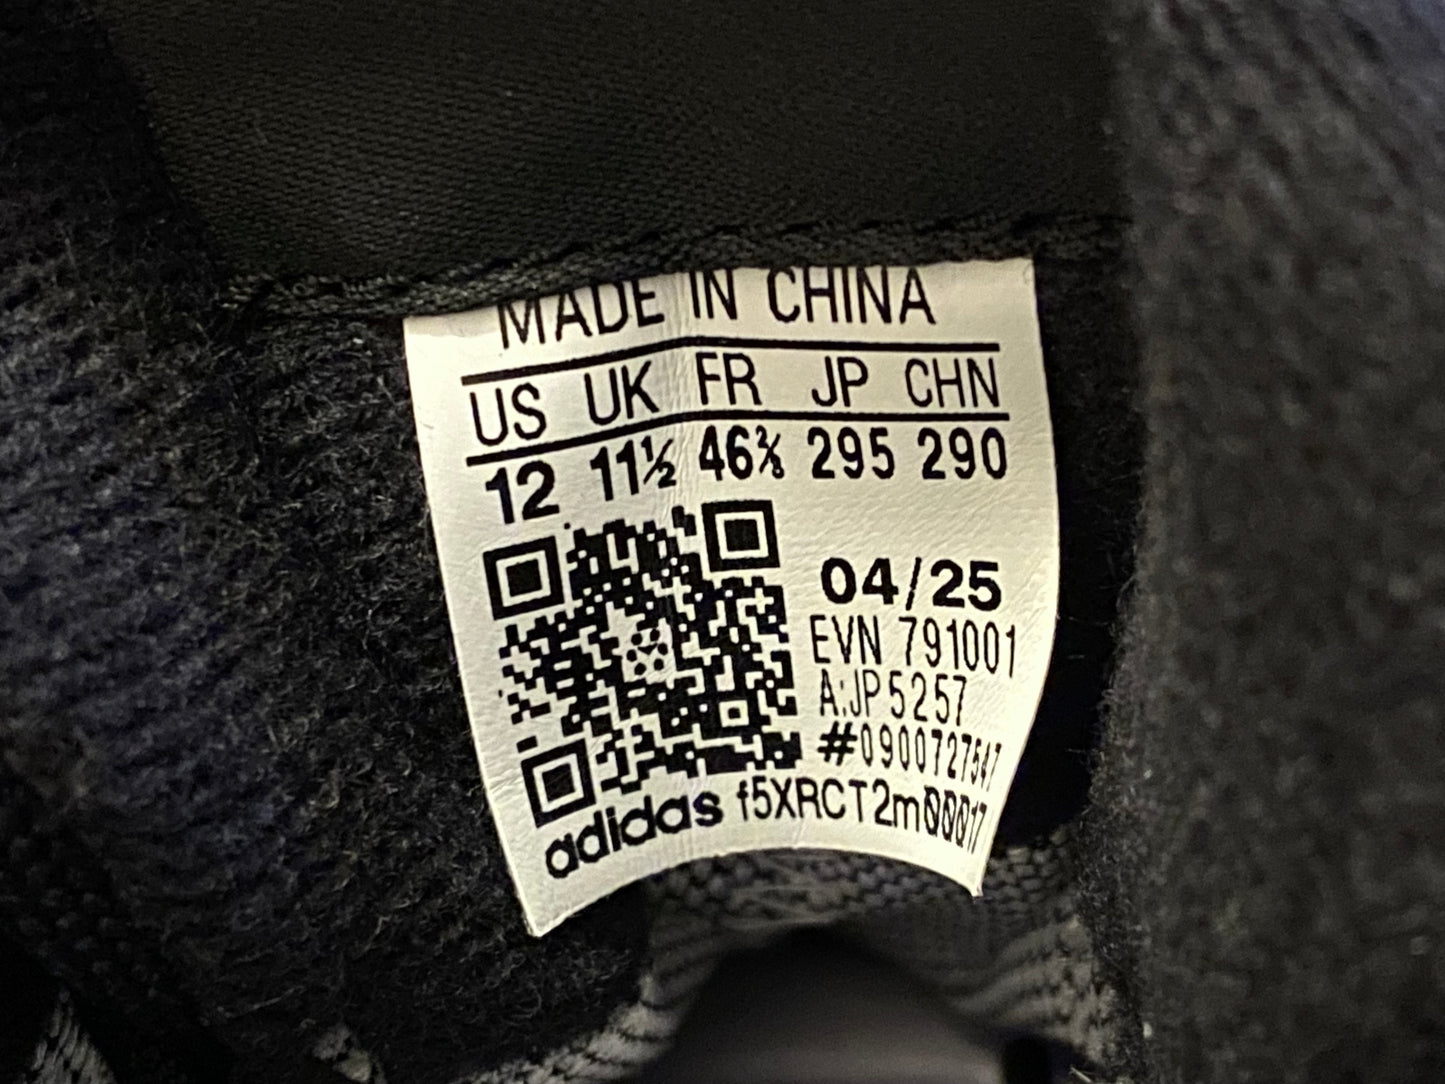 MADE IN CHINA
US UK FR JP CHN
12 11½ 46⅔ 295 290
04/25
EVN 791001
A:JP5257
#0900727547
adidas f5XRCT2m00017